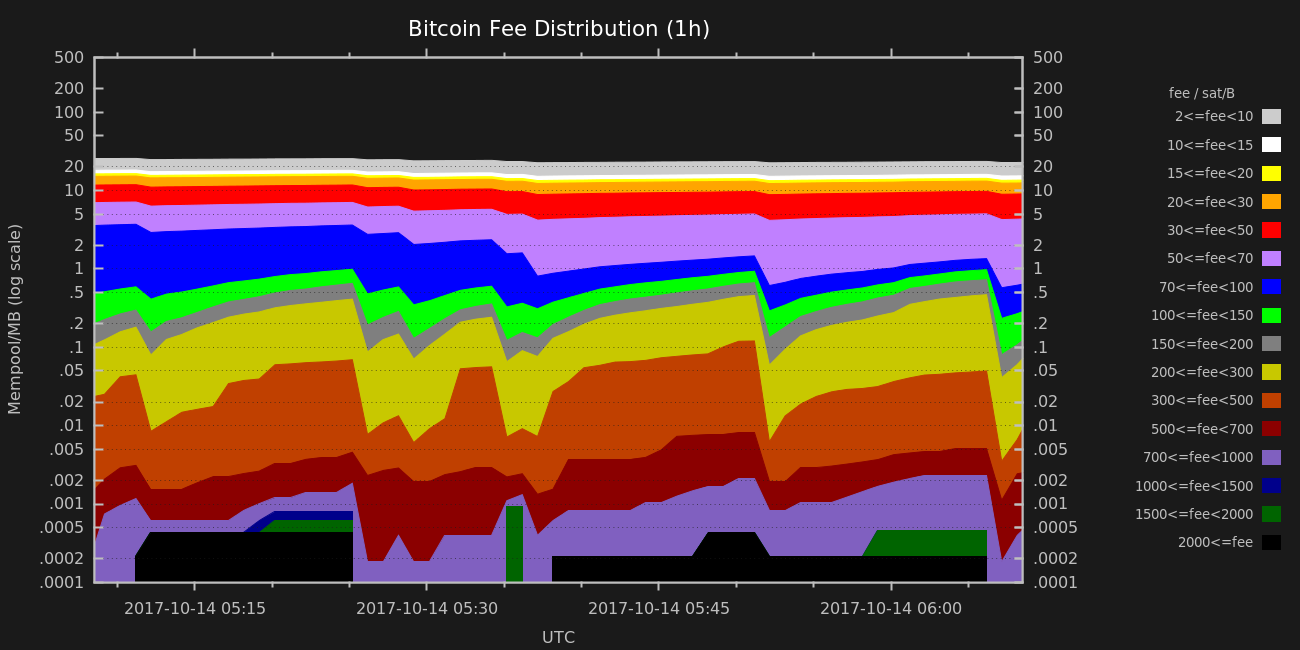 Bitcoin Fee Distribution (1h)
500 500
200 200
100 100
50 50
20 20
10 10
5 5
2 2
1 1
.5 .5
.2 .2
.1 .1
.05 .05
.02 .02
.01 .01
.005 .005
.002 .002
.001 .001
.0005 .0005
.0002 .0002
.0001 .0001
Mempool/MB (log scale)
2017-10-14 05:15 2017-10-14 05:30 2017-10-14 05:45 2017-10-14 06:00
UTC
fee / sat/B
2<=fee<10
10<=fee<15
15<=fee<20
20<=fee<30
30<=fee<50
50<=fee<70
70<=fee<100
100<=fee<150
150<=fee<200
200<=fee<300
300<=fee<500
500<=fee<700
700<=fee<1000
1000<=fee<1500
1500<=fee<2000
2000<=fee